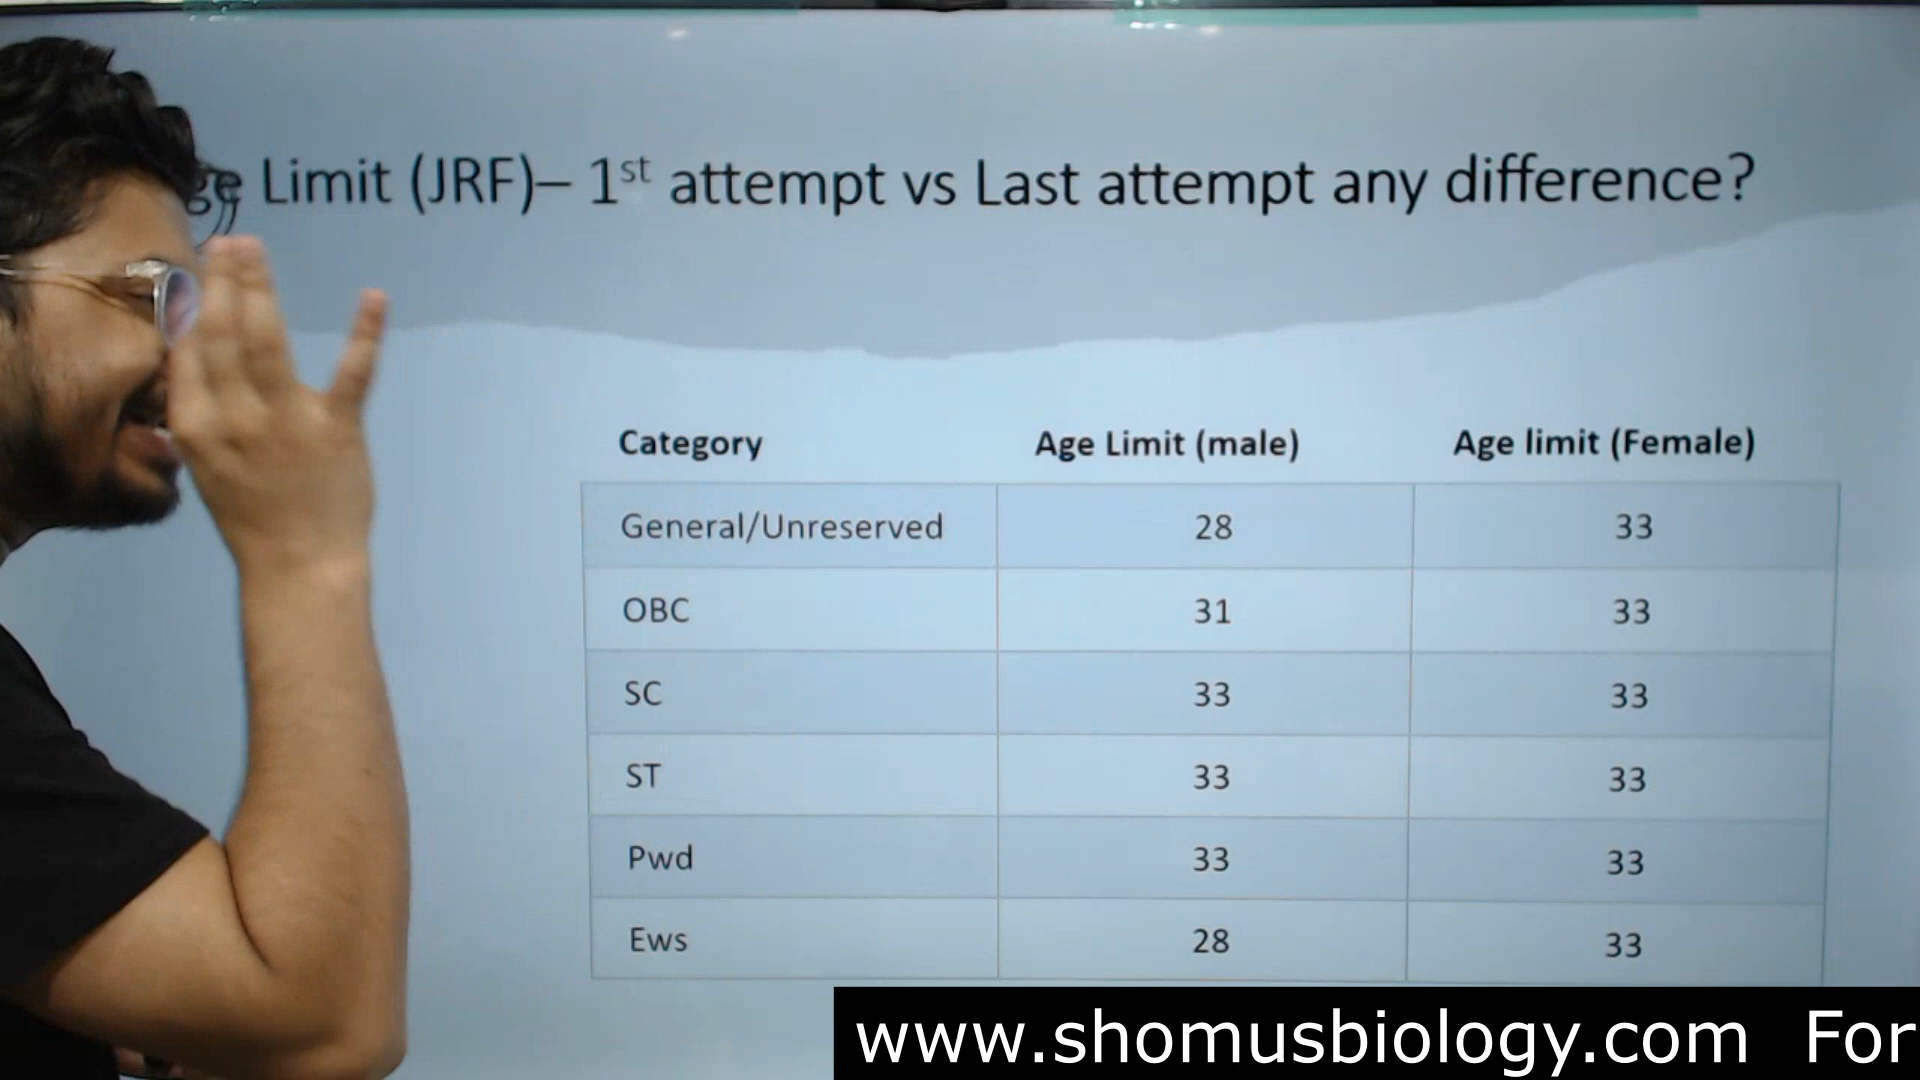 ge Limit (JRF)– 1st attempt vs Last attempt any difference?
Category Age Limit (male) Age limit (Female)
General/Unreserved 28 33
OBC 31 33
SC 33 33
ST 33 33
Pwd 33 33
Ews 28 33
www.shomusbiology.com For